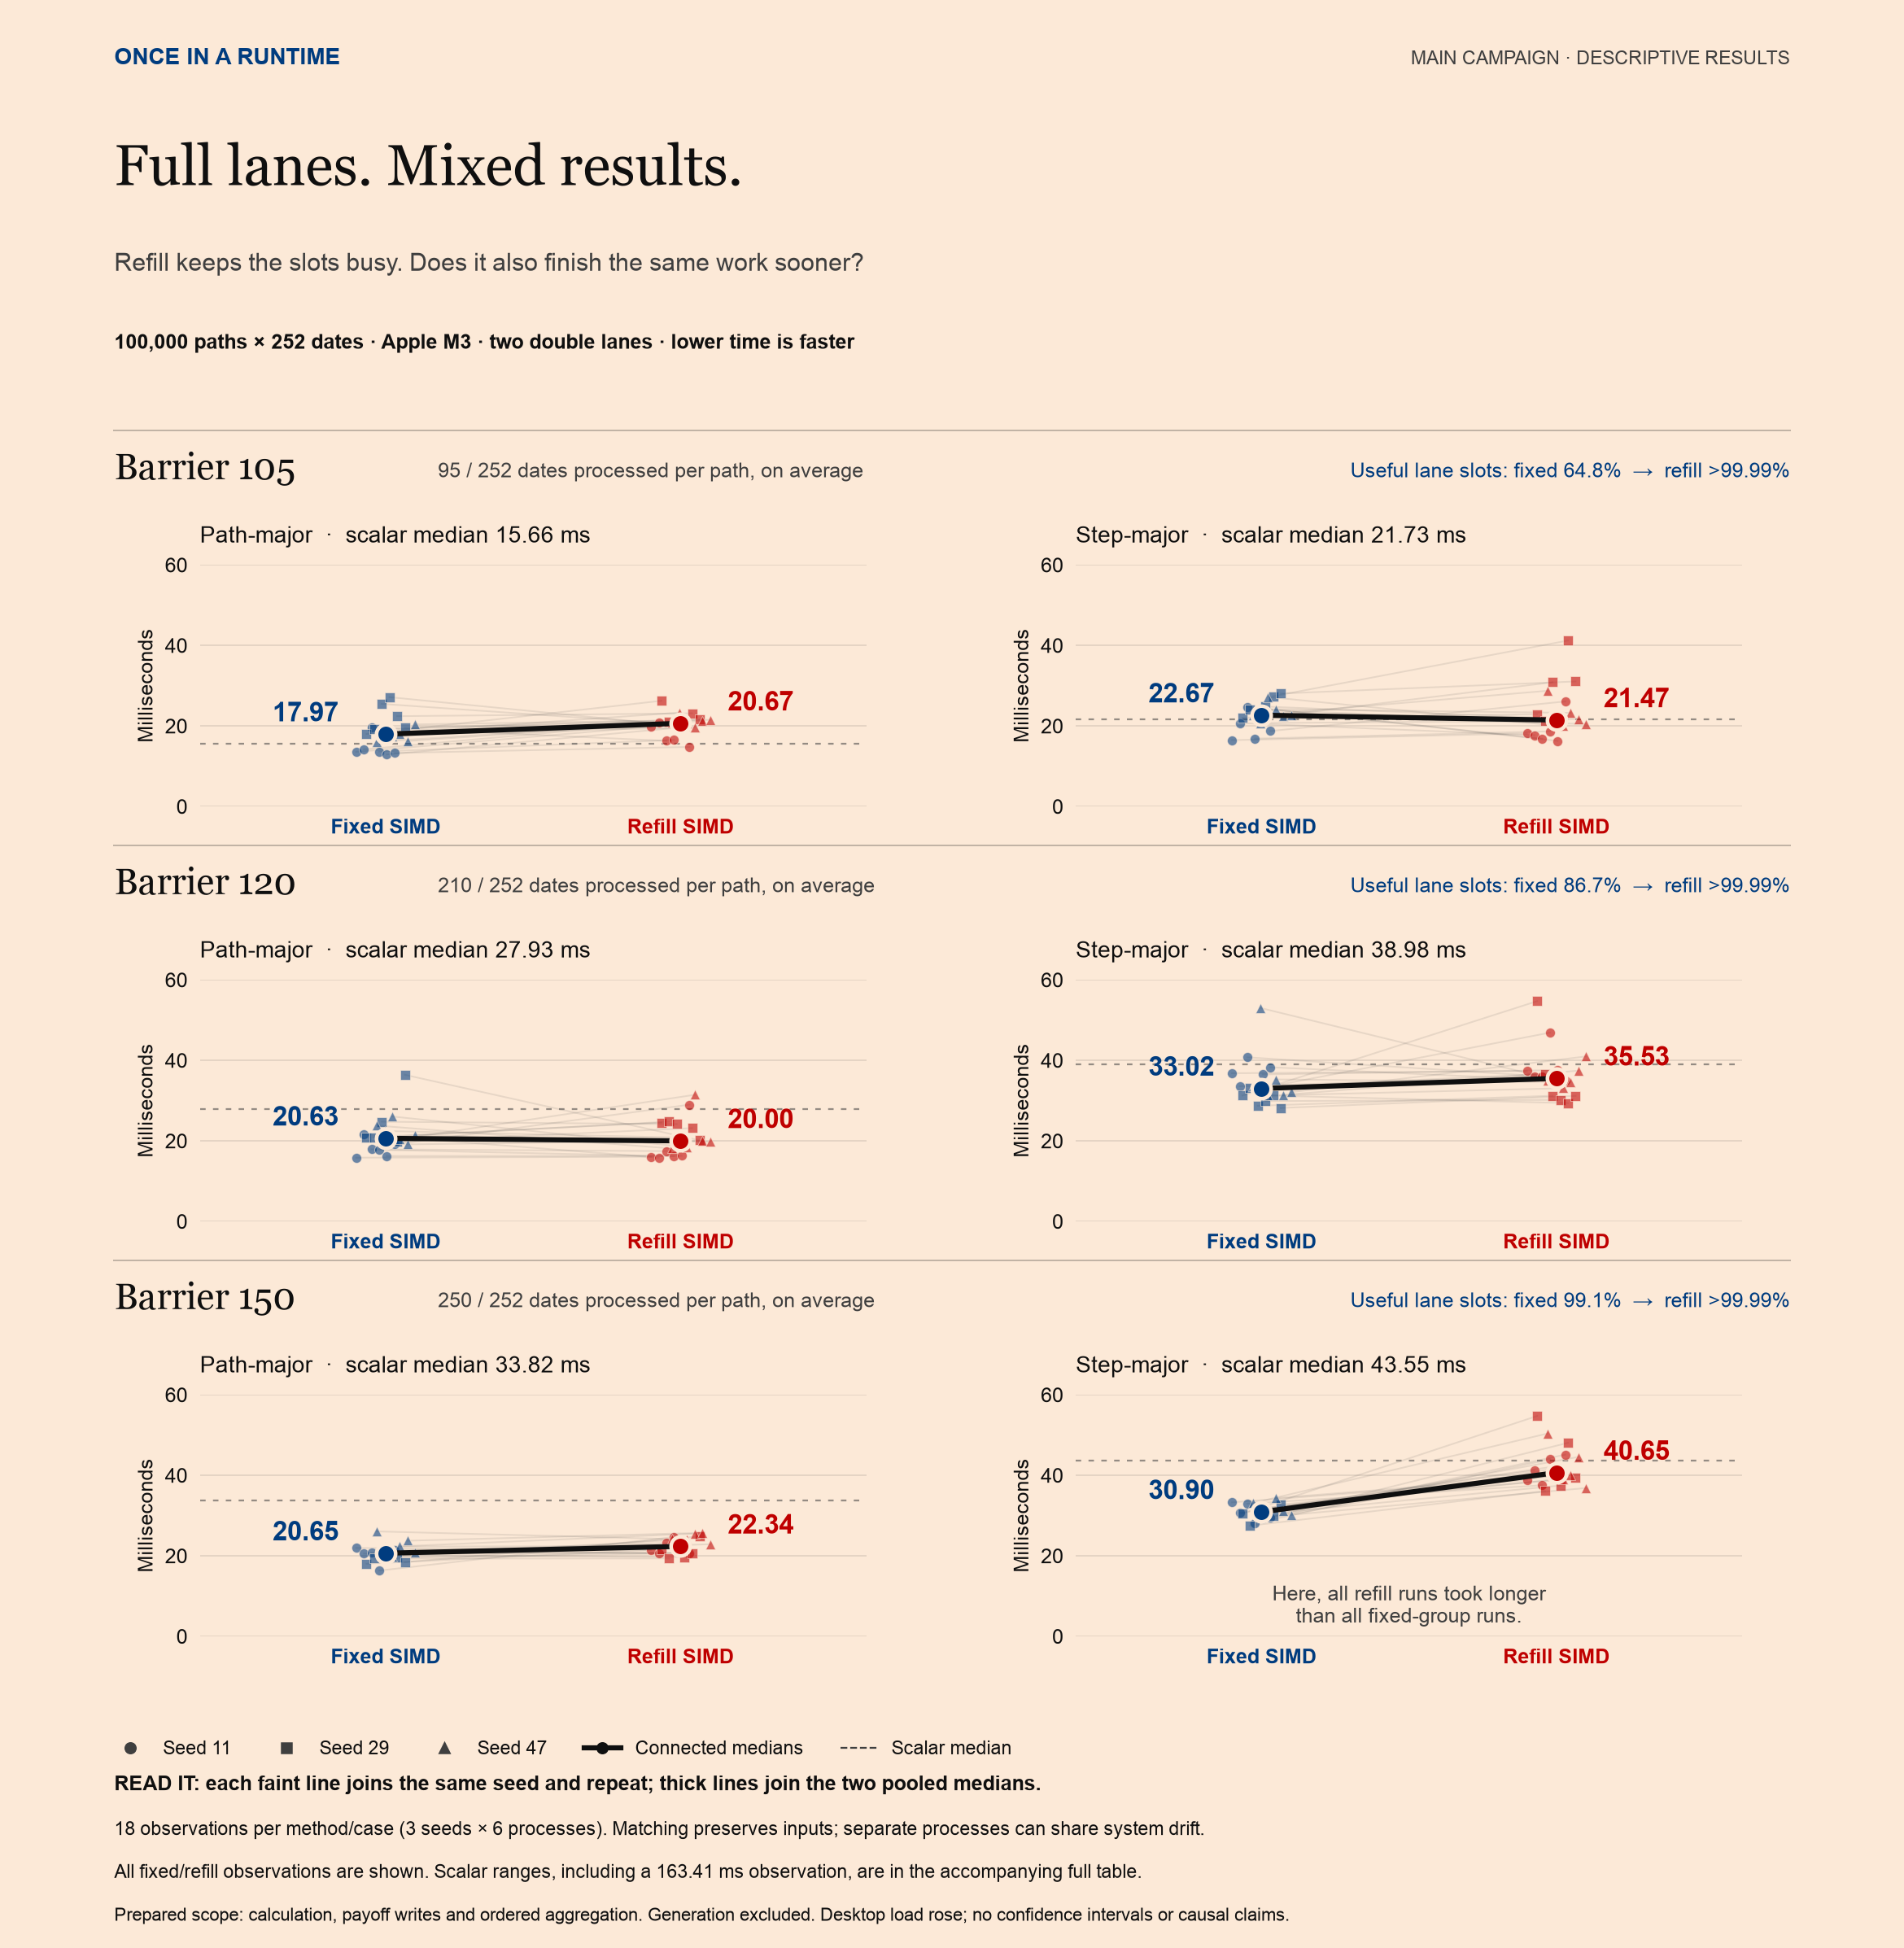 ONCE IN A RUNTIME
MAIN CAMPAIGN · DESCRIPTIVE RESULTS
Full lanes. Mixed results.
Refill keeps the slots busy. Does it also finish the same work sooner?
100,000 paths × 252 dates · Apple M3 · two double lanes · lower time is faster
Barrier 105
95 / 252 dates processed per path, on average
Useful lane slots: fixed 64.8% → refill >99.99%
Path-major · scalar median 15.66 ms
Milliseconds
60
40
20
0
17.97
20.67
Fixed SIMD
Refill SIMD
Step-major · scalar median 21.73 ms
Milliseconds
60
40
20
0
22.67
21.47
Fixed SIMD
Refill SIMD
Barrier 120
210 / 252 dates processed per path, on average
Useful lane slots: fixed 86.7% → refill >99.99%
Path-major · scalar median 27.93 ms
Milliseconds
60
40
20
0
20.63
20.00
Fixed SIMD
Refill SIMD
Step-major · scalar median 38.98 ms
Milliseconds
60
40
20
0
33.02
35.53
Fixed SIMD
Refill SIMD
Barrier 150
250 / 252 dates processed per path, on average
Useful lane slots: fixed 99.1% → refill >99.99%
Path-major · scalar median 33.82 ms
Milliseconds
60
40
20
0
20.65
22.34
Fixed SIMD
Refill SIMD
Step-major · scalar median 43.55 ms
Milliseconds
60
40
20
0
30.90
40.65
Here, all refill runs took longer
than all fixed-group runs.
Fixed SIMD
Refill SIMD
Seed 11
Seed 29
Seed 47
Connected medians
Scalar median
READ IT: each faint line joins the same seed and repeat; thick lines join the two pooled medians.
18 observations per method/case (3 seeds × 6 processes). Matching preserves inputs; separate processes can share system drift.
All fixed/refill observations are shown. Scalar ranges, including a 163.41 ms observation, are in the accompanying full table.
Prepared scope: calculation, payoff writes and ordered aggregation. Generation excluded. Desktop load rose; no confidence intervals or causal claims.